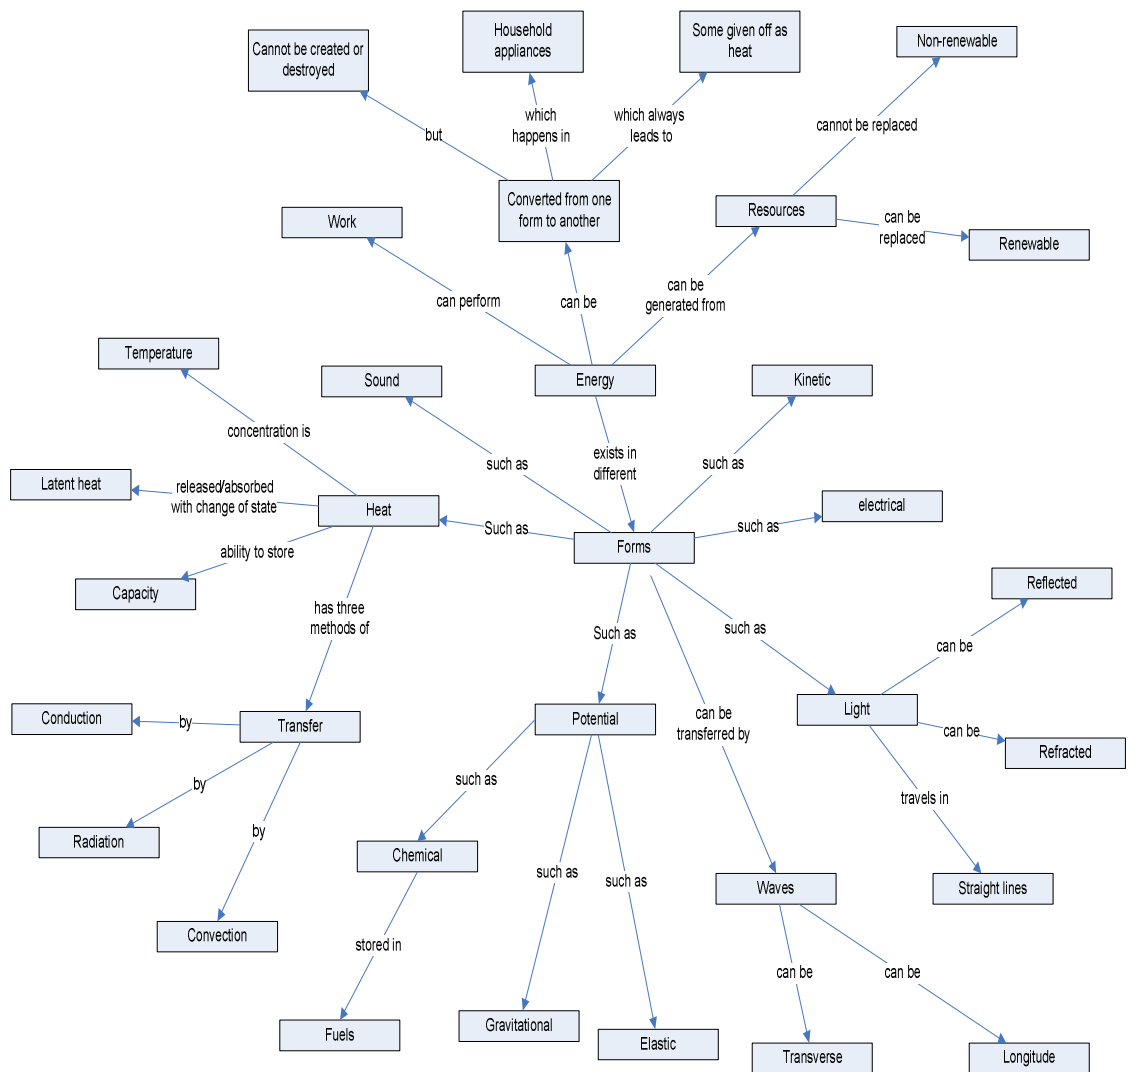 Cannot be created or
destroyed
Household
appliances
Some given off as
heat
Non-renewable
but
which
happens in
which always
leads to
cannot be replaced
Converted from one
form to another
Resources
can be
replaced
Renewable
Work
can perform
can be
can be
generated from
Temperature
Sound
Energy
Kinetic
concentration is
such as
exists in
different
such as
Latent heat
released/absorbed
with change of state
Heat
Such as
Forms
such as
electrical
ability to store
Capacity
has three
methods of
Such as
such as
Reflected
can be
Conduction
by
Transfer
Potential
can be
transferred by
Light
can be
Refracted
by
such as
travels in
Radiation
by
Chemical
such as
such as
Waves
Straight lines
Convection
stored in
can be
can be
Fuels
Gravitational
Elastic
Transverse
Longitude